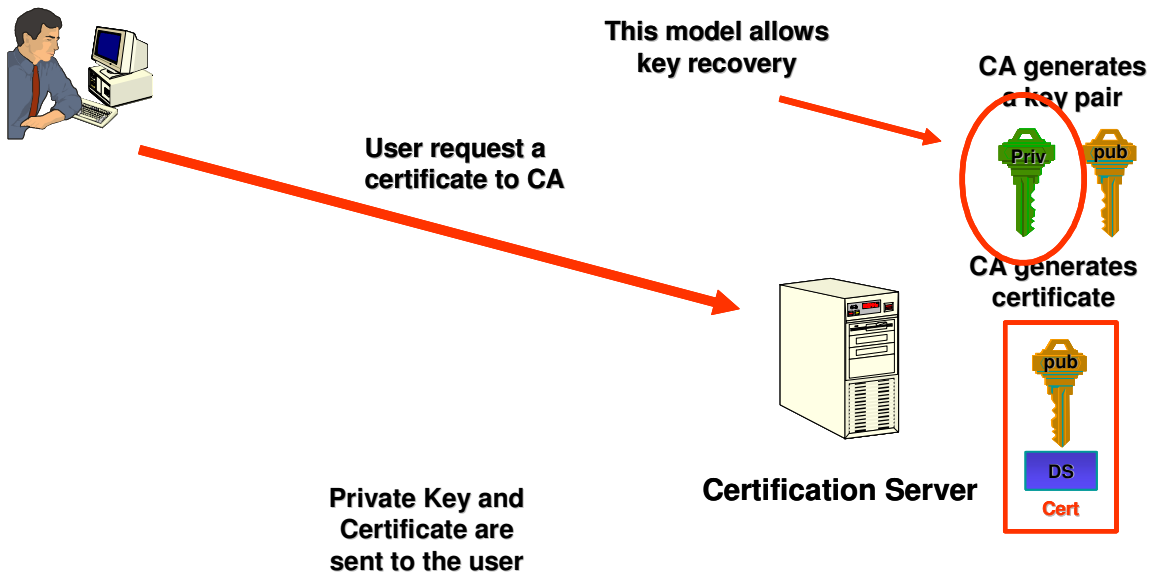 This model allows
key recovery
CA generates
a key pair
Priv
pub
User request a
certificate to CA
CA generates
certificate
pub
DS
Cert
Certification Server
Private Key and
Certificate are
sent to the user